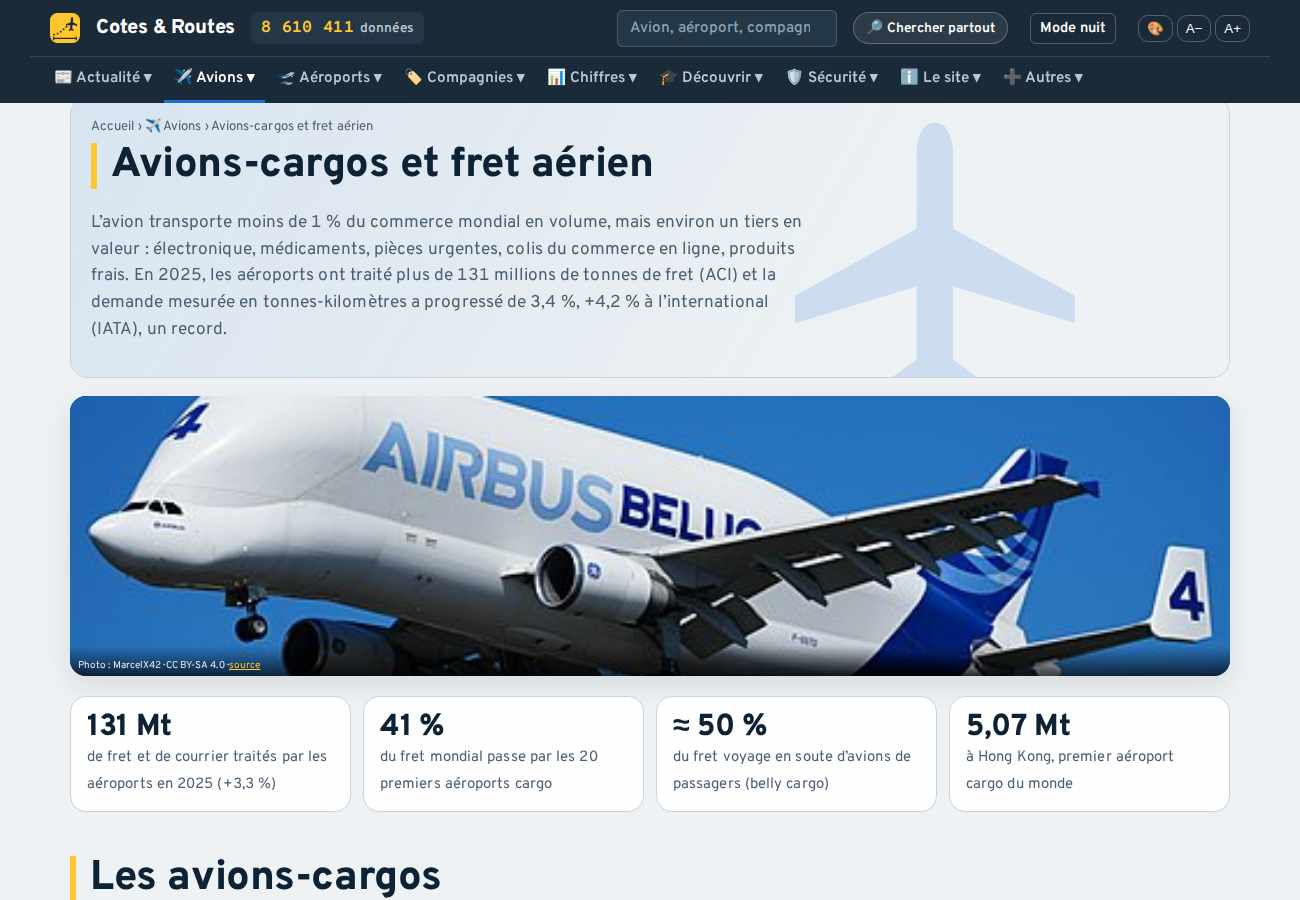 Cotes & Routes
8 610 411 données
Avion, aéroport, compagn
🔎 Chercher partout
Mode nuit
🎨
A−
A+
📰 Actualité ▾
✈️ Avions ▾
🛫 Aéroports ▾
🏷️ Compagnies ▾
📊 Chiffres ▾
🎓 Découvrir ▾
🛡️ Sécurité ▾
ℹ️ Le site ▾
➕ Autres ▾
Accueil › ✈️ Avions › Avions-cargos et fret aérien
Avions-cargos et fret aérien
L’avion transporte moins de 1 % du commerce mondial en volume, mais environ un tiers en
valeur : électronique, médicaments, pièces urgentes, colis du commerce en ligne, produits
frais. En 2025, les aéroports ont traité plus de 131 millions de tonnes de fret (ACI) et la
demande mesurée en tonnes-kilomètres a progressé de 3,4 %, +4,2 % à l’international
(IATA), un record.
4
AIRBUS BELU
AIRBUS
4
Photo : MarcelX42 · CC BY-SA 4.0 · source
131 Mt
de fret et de courrier traités par les
aéroports en 2025 (+3,3 %)
41 %
du fret mondial passe par les 20
premiers aéroports cargo
≈ 50 %
du fret voyage en soute d’avions de
passagers (belly cargo)
5,07 Mt
à Hong Kong, premier aéroport
cargo du monde
Les avions-cargos